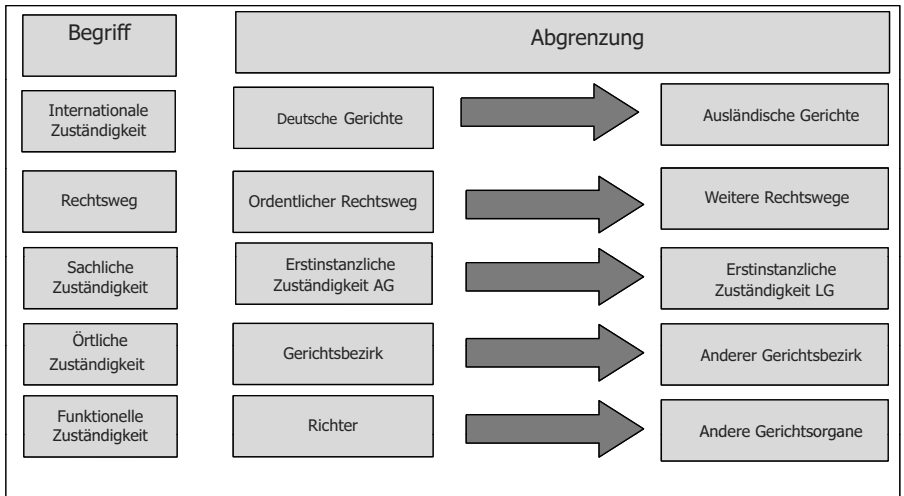 Begriff
Abgrenzung
Internationale
Zuständigkeit
Deutsche Gerichte
Ausländische Gerichte
Rechtsweg
Ordentlicher Rechtsweg
Weitere Rechtswege
Sachliche
Zuständigkeit
Erstinstanzliche
Zuständigkeit AG
Erstinstanzliche
Zuständigkeit LG
Örtliche
Zuständigkeit
Gerichtsbezirk
Anderer Gerichtsbezirk
Funktionelle
Zuständigkeit
Richter
Andere Gerichtsorgane